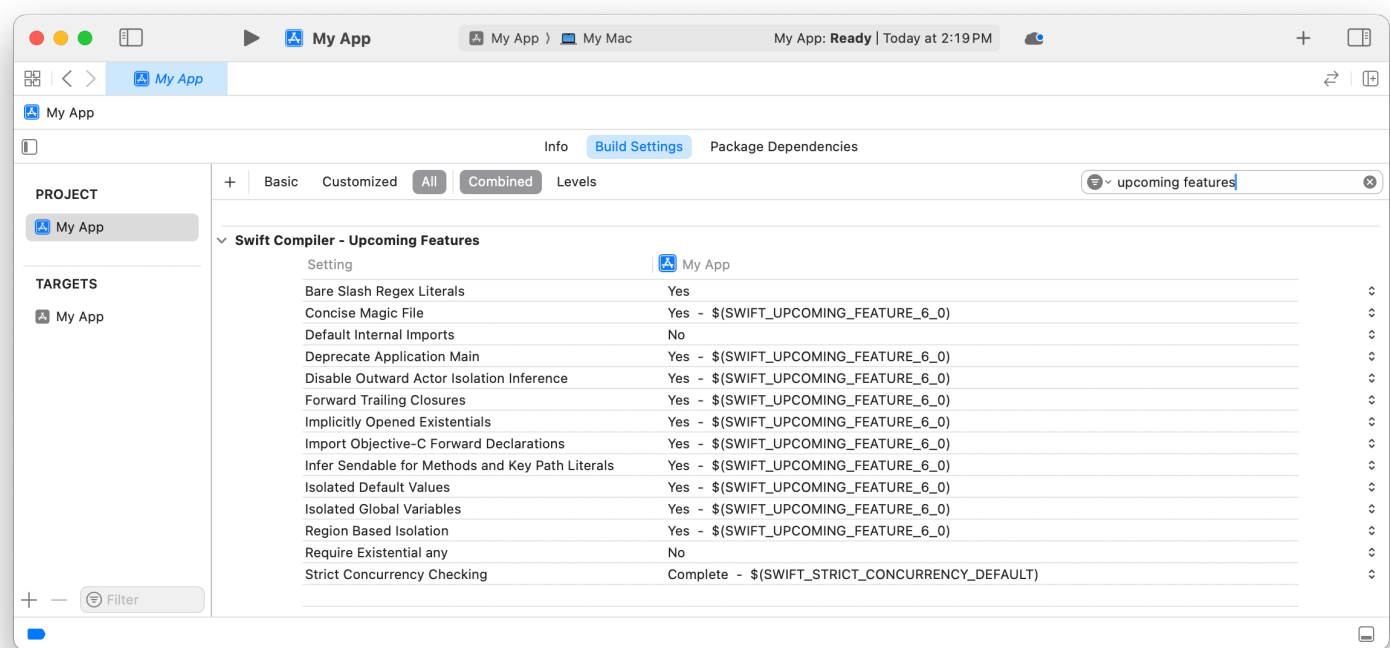 My App
My App 〉 My Mac
My App: Ready | Today at 2:19 PM
My App
My App
Info Build Settings Package Dependencies
PROJECT
My App
TARGETS
My App
Filter
Basic Customized All Combined Levels
upcoming features
Swift Compiler - Upcoming Features
Setting My App
Bare Slash Regex Literals Yes
Concise Magic File Yes - $(SWIFT_UPCOMING_FEATURE_6_0)
Default Internal Imports No
Deprecate Application Main Yes - $(SWIFT_UPCOMING_FEATURE_6_0)
Disable Outward Actor Isolation Inference Yes - $(SWIFT_UPCOMING_FEATURE_6_0)
Forward Trailing Closures Yes - $(SWIFT_UPCOMING_FEATURE_6_0)
Implicitly Opened Existentials Yes - $(SWIFT_UPCOMING_FEATURE_6_0)
Import Objective-C Forward Declarations Yes - $(SWIFT_UPCOMING_FEATURE_6_0)
Infer Sendable for Methods and Key Path Literals Yes - $(SWIFT_UPCOMING_FEATURE_6_0)
Isolated Default Values Yes - $(SWIFT_UPCOMING_FEATURE_6_0)
Isolated Global Variables Yes - $(SWIFT_UPCOMING_FEATURE_6_0)
Region Based Isolation Yes - $(SWIFT_UPCOMING_FEATURE_6_0)
Require Existential any No
Strict Concurrency Checking Complete - $(SWIFT_STRICT_CONCURRENCY_DEFAULT)